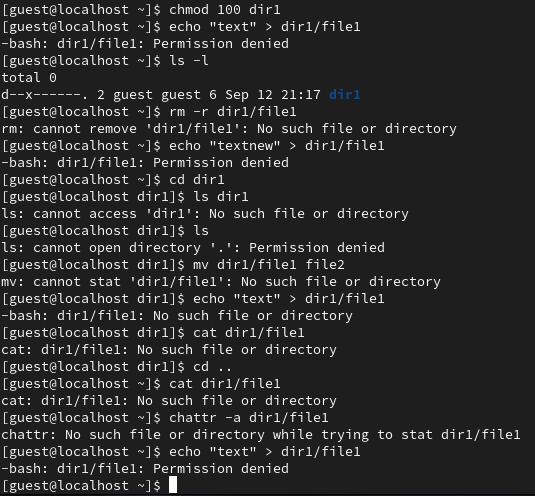 [guest@localhost ~]$ chmod 100 dir1
[guest@localhost ~]$ echo "text" > dir1/file1
-bash: dir1/file1: Permission denied
[guest@localhost ~]$ ls -l
total 0
d--x------. 2 guest guest 6 Sep 12 21:17 dir1
[guest@localhost ~]$ rm -r dir1/file1
rm: cannot remove 'dir1/file1': No such file or directory
[guest@localhost ~]$ echo "textnew" > dir1/file1
-bash: dir1/file1: Permission denied
[guest@localhost ~]$ cd dir1
[guest@localhost dir1]$ ls dir1
ls: cannot access 'dir1': No such file or directory
[guest@localhost dir1]$ ls
ls: cannot open directory '.': Permission denied
[guest@localhost dir1]$ mv dir1/file1 file2
mv: cannot stat 'dir1/file1': No such file or directory
[guest@localhost dir1]$ echo "text" > dir1/file1
-bash: dir1/file1: No such file or directory
[guest@localhost dir1]$ cat dir1/file1
cat: dir1/file1: No such file or directory
[guest@localhost dir1]$ cd ..
[guest@localhost ~]$ cat dir1/file1
cat: dir1/file1: No such file or directory
[guest@localhost ~]$ chattr -a dir1/file1
chattr: No such file or directory while trying to stat dir1/file1
[guest@localhost ~]$ echo "text" > dir1/file1
-bash: dir1/file1: Permission denied
[guest@localhost ~]$